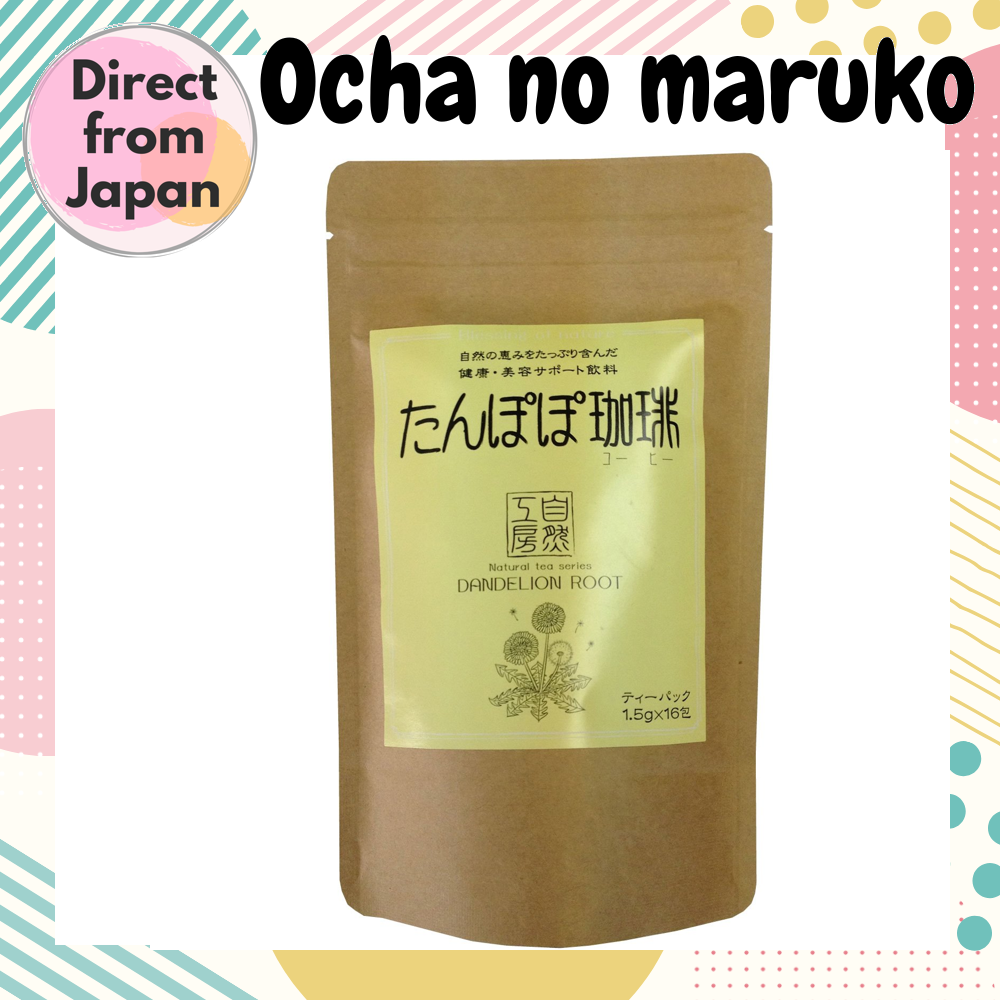 Direct
from
Japan
Ocha no maruko
自然の恵みをたっぷり含んだ
健康・美容サポート飲料
たんぽぽ珈琲
コーヒー
自然
工房
Natural tea series
DANDELION ROOT
ティーパック
1.5g×16包